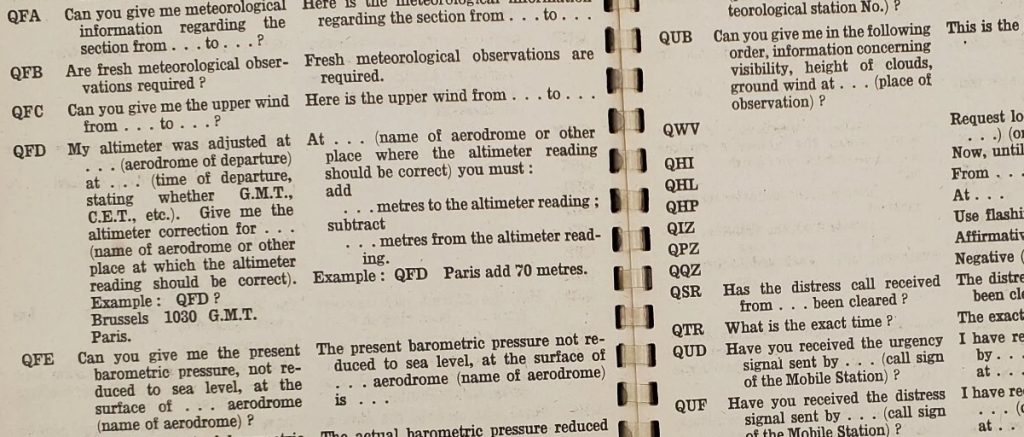 QFA Can you give me meteorological
information regarding the
section from . . . to . . . ?
Here is the meteorological information
regarding the section from . . . to . . .
QFB Are fresh meteorological obser-
vations required ?
Fresh meteorological observations are
required.
QFC Can you give me the upper wind
from . . . to . . . ?
Here is the upper wind from . . . to . . .
QFD My altimeter was adjusted at
. . . (aerodrome of departure)
at . . . (time of departure,
stating whether G.M.T.,
C.E.T., etc.). Give me the
altimeter correction for . . .
(name of aerodrome or other
place at which the altimeter
reading should be correct).
Example : QFD ?
Brussels 1030 G.M.T.
Paris.
At . . . (name of aerodrome or other
place where the altimeter reading
should be correct) you must :
add
. . . metres to the altimeter reading ;
subtract
. . . metres from the altimeter read-
ing.
Example : QFD Paris add 70 metres.
QFE Can you give me the present
barometric pressure, not re-
duced to sea level, at the
surface of . . . aerodrome
(name of aerodrome) ?
The present barometric pressure not re-
duced to sea level, at the surface of
. . . aerodrome (name of aerodrome)
is . . .
The actual barometric pressure reduced
teorological station No.) ?
QUB Can you give me in the following
order, information concerning
visibility, height of clouds,
ground wind at . . . (place of
observation) ?
This is the
QWV
Request lo
. . .) (or
QHI
Now, until
QHL
From . . .
QHP
At . . .
QIZ
Use flashi
QPZ
Affirmativ
QQZ
Negative (
QSR Has the distress call received
from . . . been cleared ?
The distre
been cle
QTR What is the exact time ?
The exact
QUD Have you received the urgency
signal sent by . . . (call sign
of the Mobile Station) ?
I have re
by . . .
at . . .
QUF Have you received the distress
signal sent by . . . (call sign
of the Mobile Station) ?
I have rec
at . .